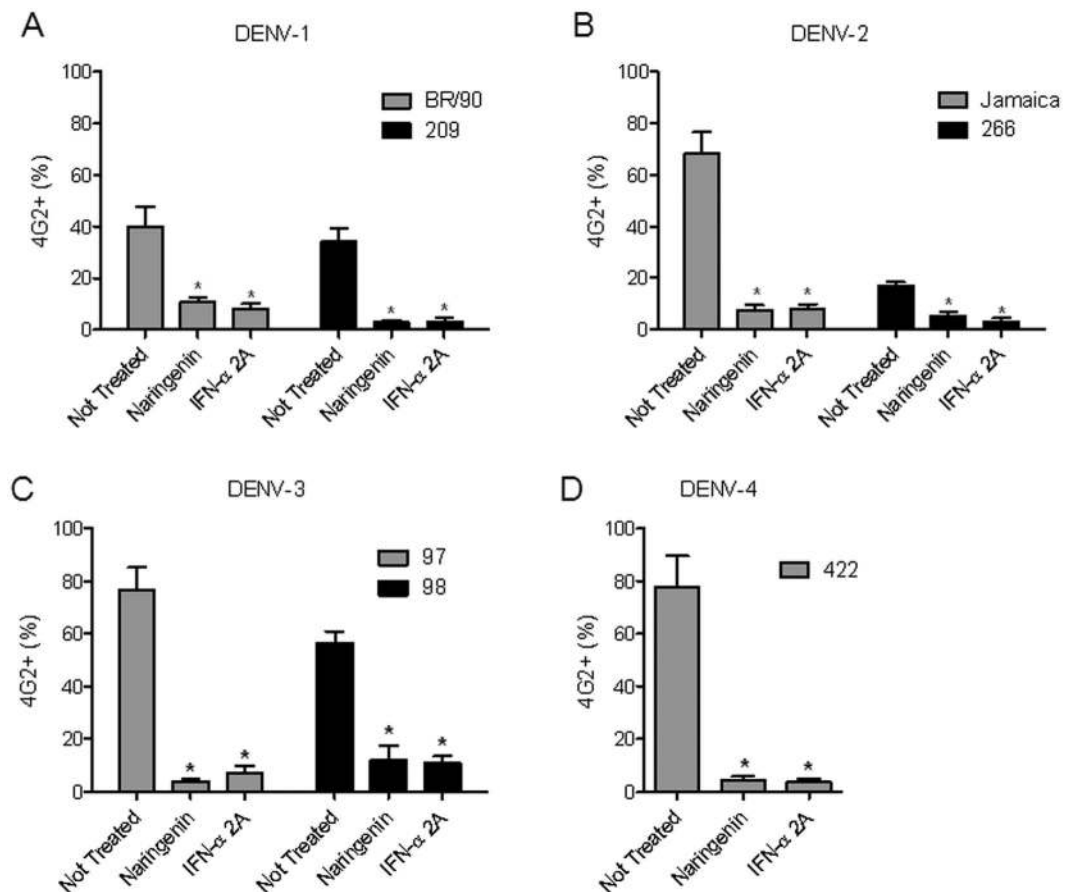 A
DENV-1
4G2+ (%)
100
80
60
40
20
0
BR/90
209
Not Treated
Naringenin
IFN-α 2A
Not Treated
Naringenin
IFN-α 2A
*
*
*
*
B
DENV-2
4G2+ (%)
100
80
60
40
20
0
Jamaica
266
Not Treated
Naringenin
IFN-α 2A
Not Treated
Naringenin
IFN-α 2A
*
*
*
*
C
DENV-3
4G2+ (%)
100
80
60
40
20
0
97
98
Not Treated
Naringenin
IFN-α 2A
Not Treated
Naringenin
IFN-α 2A
*
*
*
*
D
DENV-4
4G2+ (%)
100
80
60
40
20
0
422
Not Treated
Naringenin
IFN-α 2A
*
*